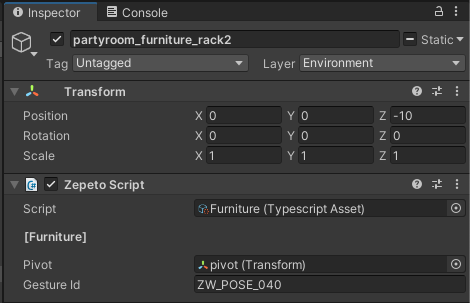 Inspector Console
partyroom_furniture_rack2 Static
Tag Untagged Layer Environment
Transform
Position X 0 Y 0 Z -10
Rotation X 0 Y 0 Z 0
Scale X 1 Y 1 Z 1
Zepeto Script
Script Furniture (Typescript Asset)
[Furniture]
Pivot pivot (Transform)
Gesture Id ZW_POSE_040